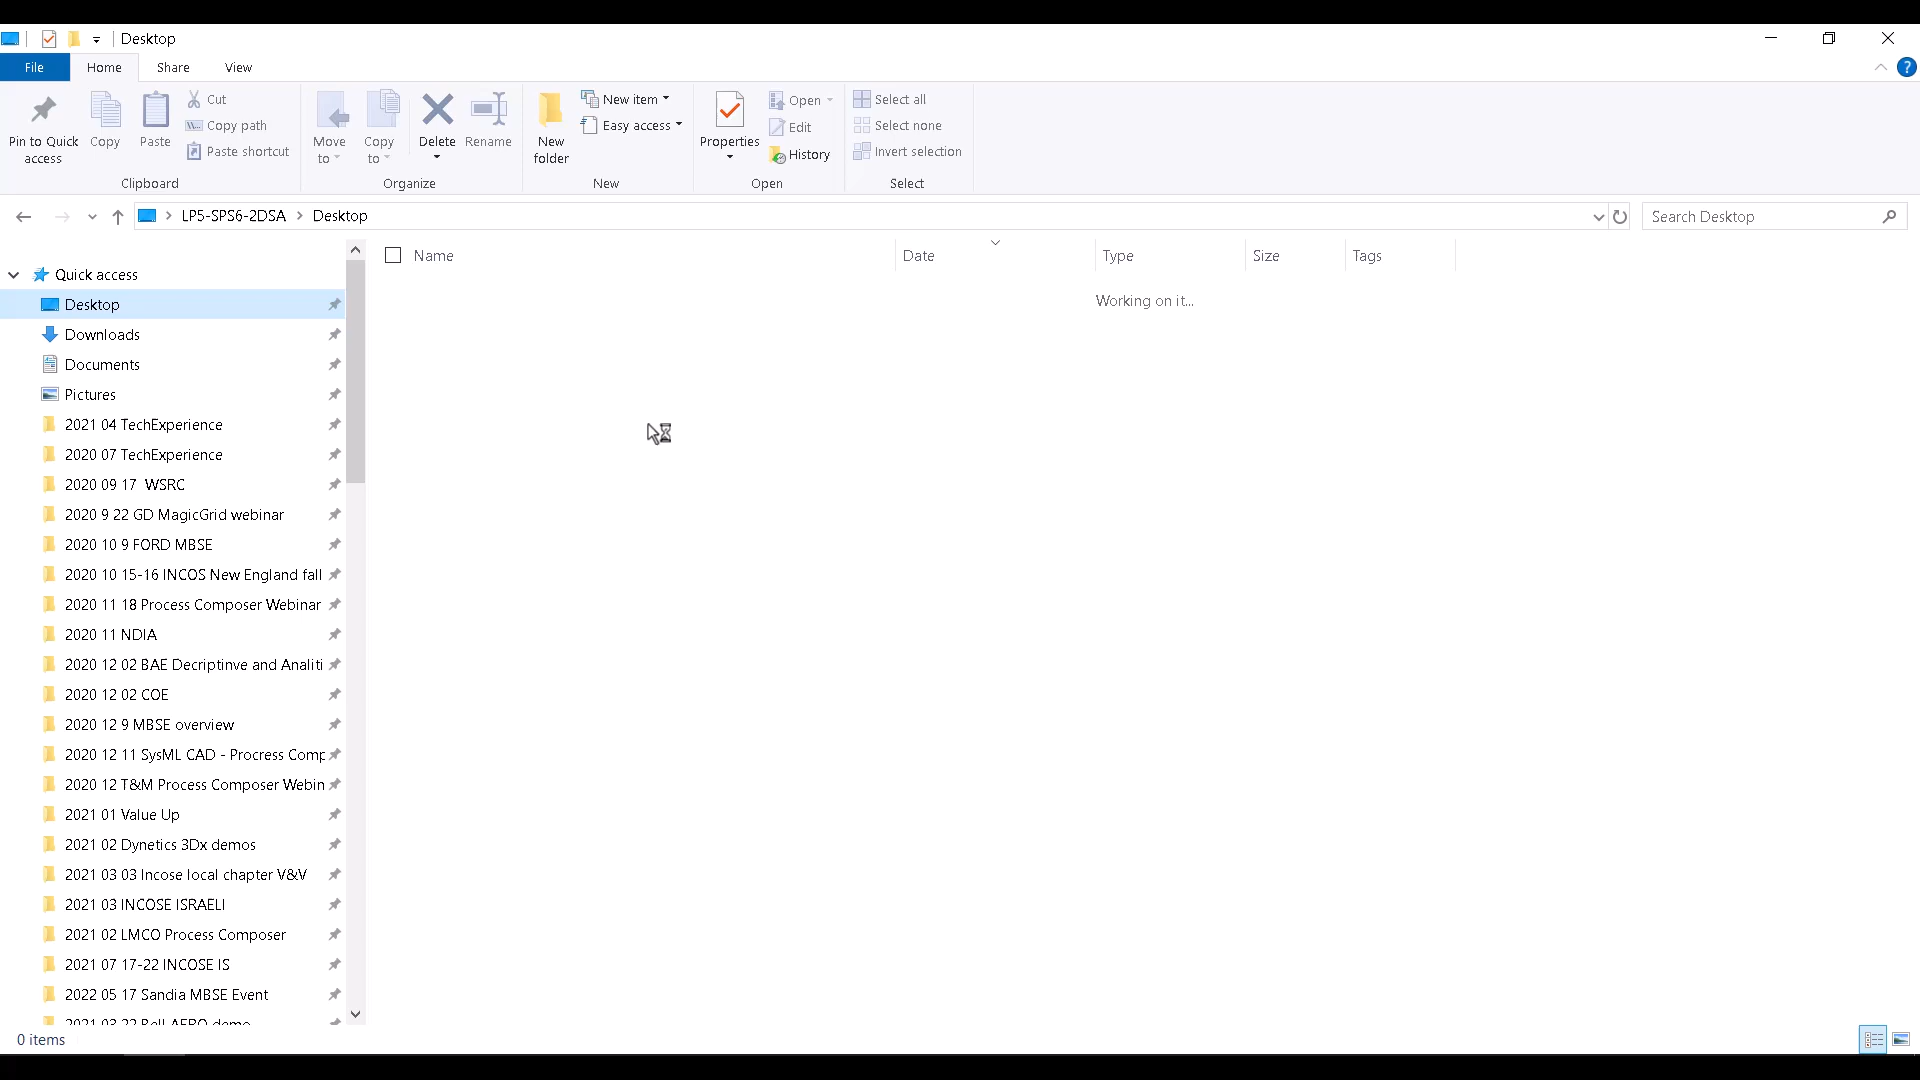 Desktop
File Home Share View
Pin to Quick access
Copy
Paste
Cut
Copy path
Paste shortcut
Clipboard
Move to
Copy to
Delete
Rename
Organize
New folder
New item
Easy access
New
Properties
Open
Edit
History
Open
Select all
Select none
Invert selection
Select
LP5-SPS6-2DSA > Desktop
Search Desktop
Name Date Type Size Tags
Working on it...
Quick access
Desktop
Downloads
Documents
Pictures
2021 04 TechExperience
2020 07 TechExperience
2020 09 17 WSRC
2020 9 22 GD MagicGrid webinar
2020 10 9 FORD MBSE
2020 10 15-16 INCOS New England fall
2020 11 18 Process Composer Webinar
2020 11 NDIA
2020 12 02 BAE Decriptinve and Analiti
2020 12 02 COE
2020 12 9 MBSE overview
2020 12 11 SysML CAD - Procress Comp
2020 12 T&M Process Composer Webin
2021 01 Value Up
2021 02 Dynetics 3Dx demos
2021 03 03 Incose local chapter V&V
2021 03 INCOSE ISRAELI
2021 02 LMCO Process Composer
2021 07 17-22 INCOSE IS
2022 05 17 Sandia MBSE Event
2021 03 22 Bell AERO demo
0 items